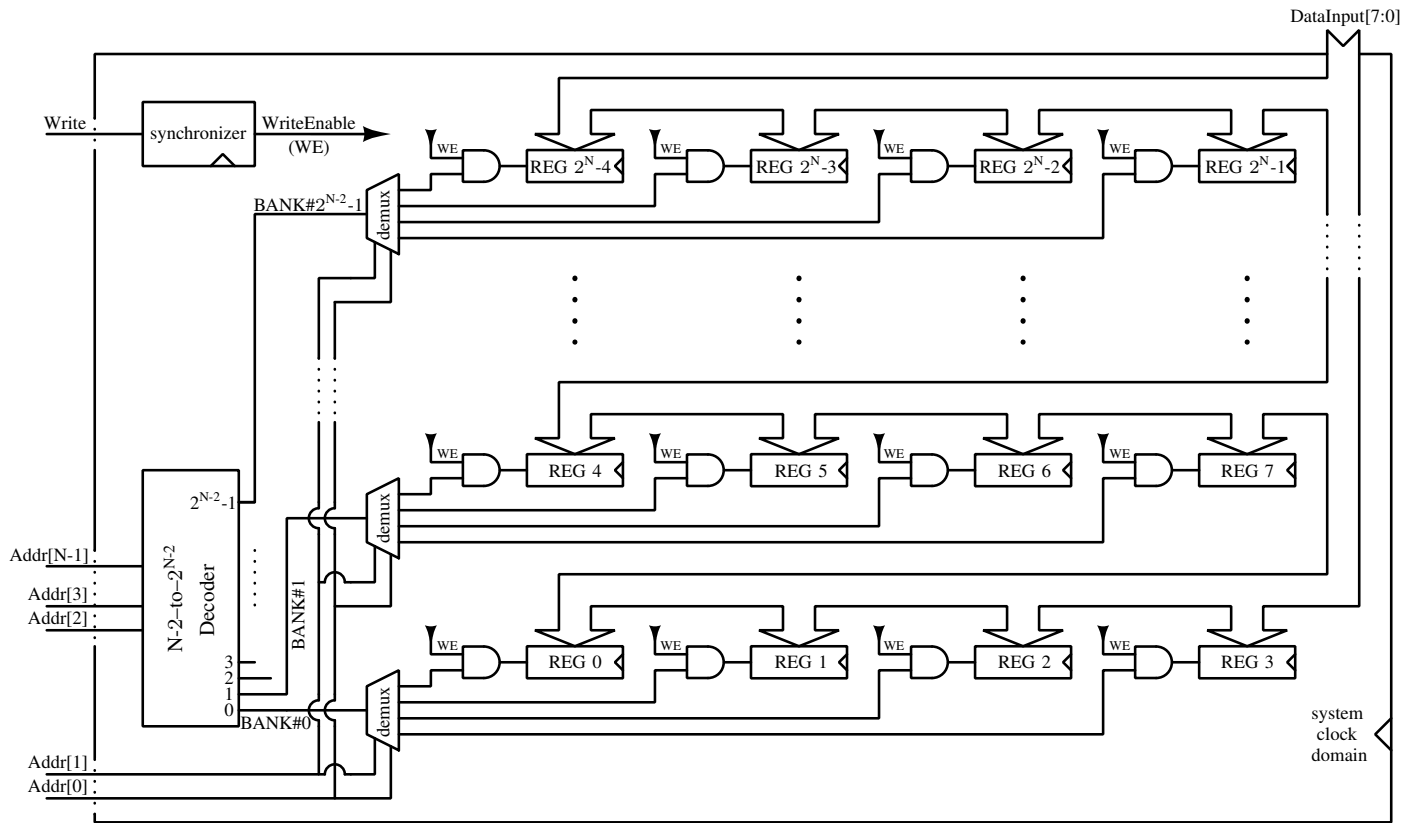 DataInput[7:0]
Write
synchronizer
WriteEnable
(WE)
WE
WE
WE
WE
REG 2^N-4
REG 2^N-3
REG 2^N-2
REG 2^N-1
BANK#2^N-2-1
demux
WE
WE
WE
WE
REG 4
REG 5
REG 6
REG 7
demux
2^N-2-1
N-2–to–2^N-2
Decoder
Addr[N-1]
Addr[3]
Addr[2]
BANK#1
3
2
1
0
BANK#0
WE
WE
WE
WE
REG 0
REG 1
REG 2
REG 3
demux
system
clock
domain
Addr[1]
Addr[0]